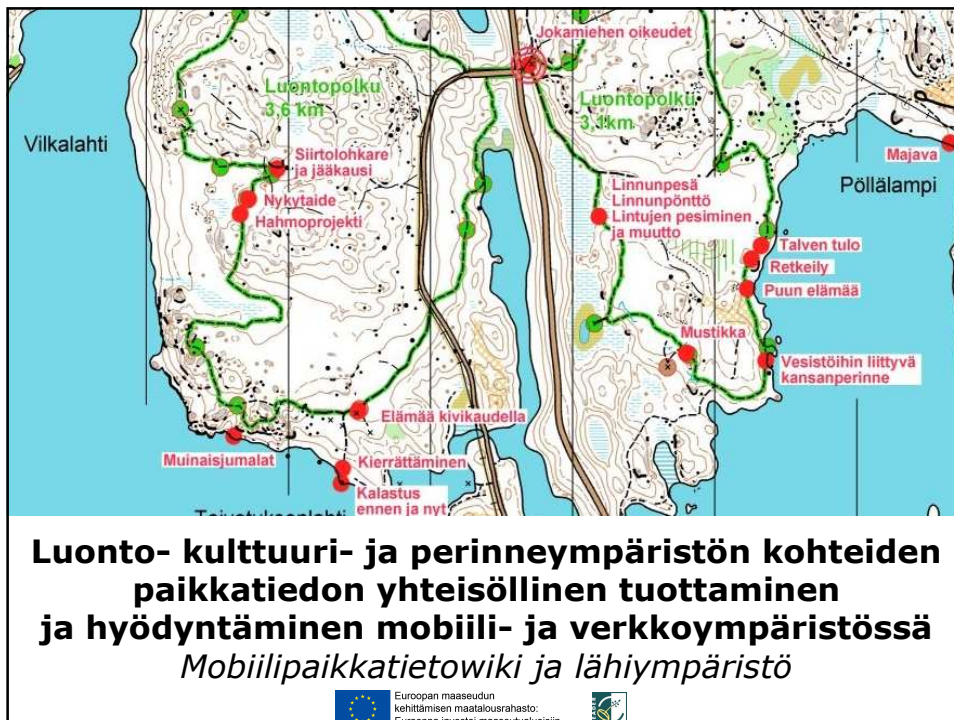 Jokamiehen oikeudet
Luontopolku
3,6 km
Luontopolku
3,1km
Vilkalahti
Majava
Siirtolohkare
ja jääkausi
Pöllälampi
Nykytaide
Hahmoprojekti
Linnunpesä
Linnunpönttö
Lintujen pesiminen
ja muutto
Talven tulo
Retkeily
Puun elämää
Mustikka
Vesistöihin liittyvä
kansanperinne
Elämää kivikaudella
Muinaisjumalat
Kierrättäminen
Kalastus
ennen ja nyt
Luonto- kulttuuri- ja perinneympäristön kohteiden
paikkatiedon yhteisöllinen tuottaminen
ja hyödyntäminen mobiili- ja verkkoympäristössä
Mobiilipaikkatietowiki ja lähiympäristö
Euroopan maaseudun
kehittämisen maatalousrahasto: